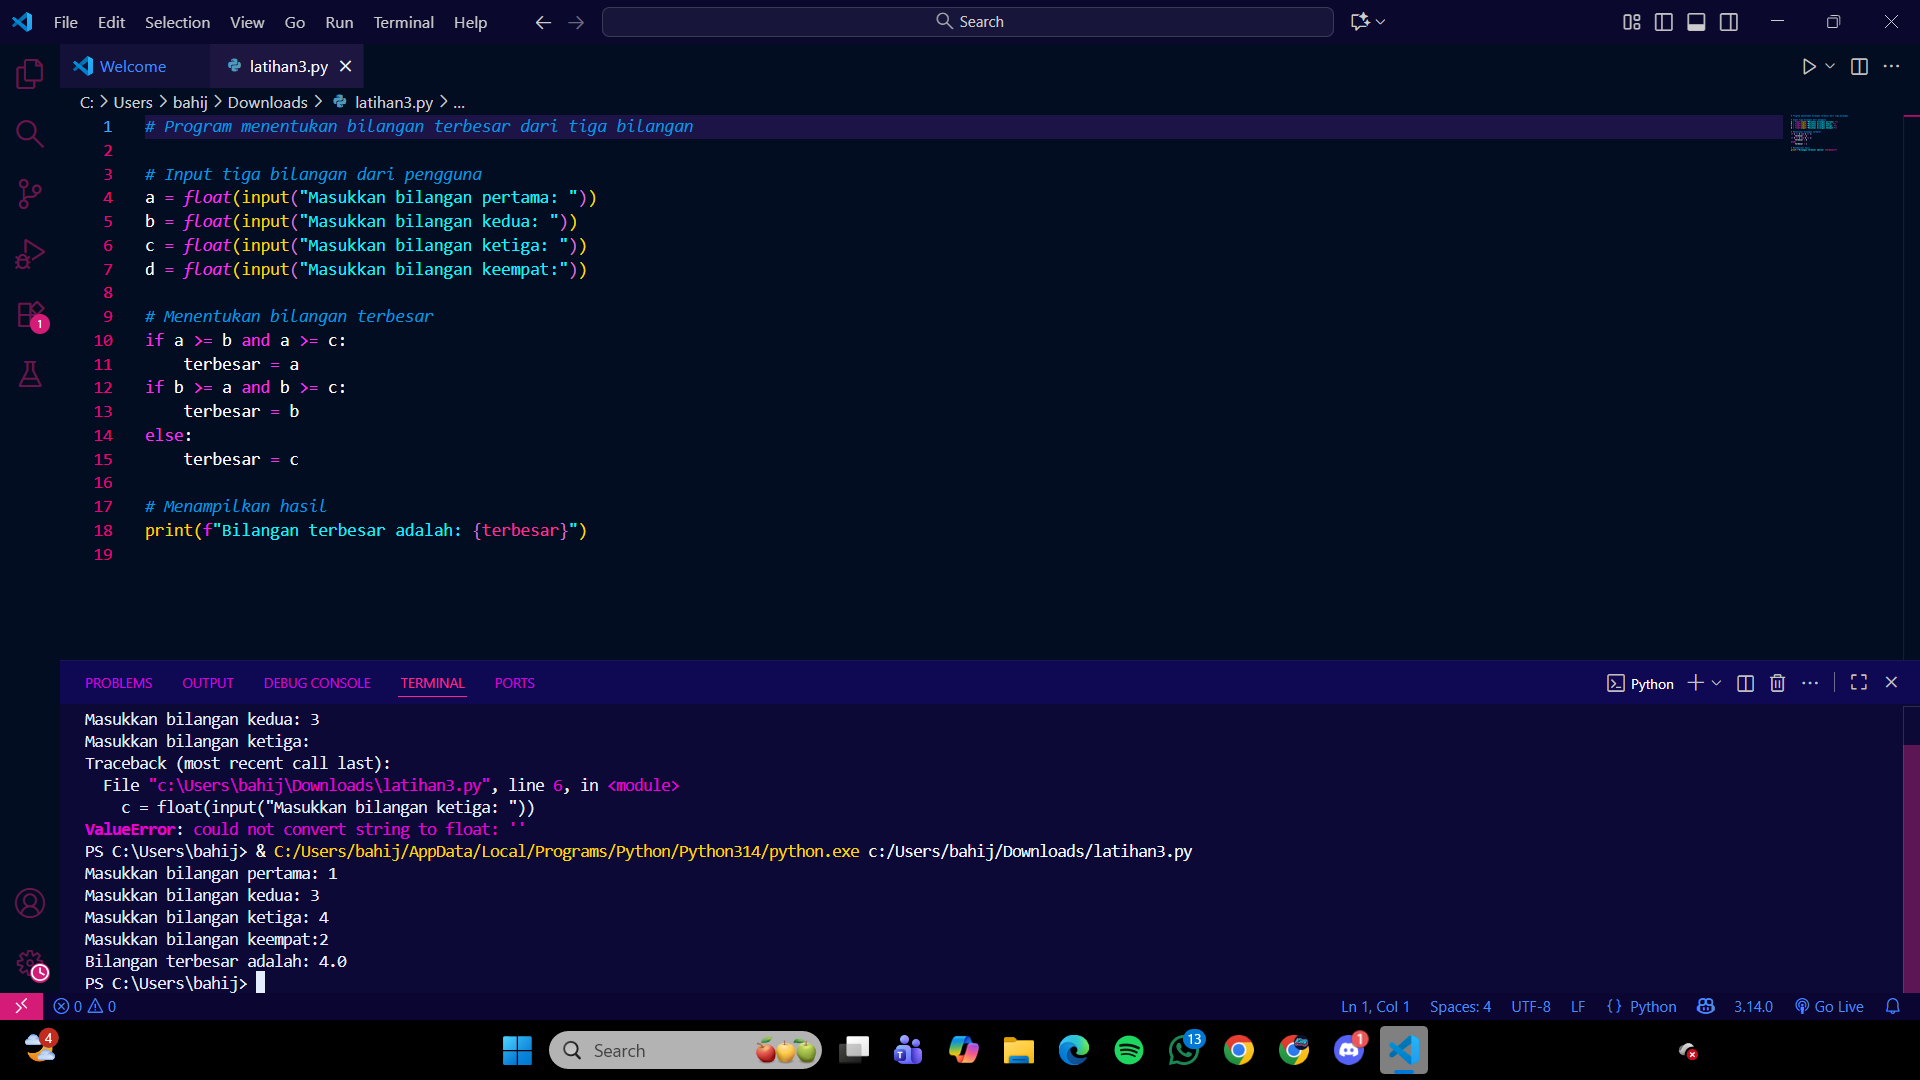 File Edit Selection View Go Run Terminal Help Search
Welcome latihan3.py
C: > Users > bahij > Downloads > latihan3.py > ...
1 # Program menentukan bilangan terbesar dari tiga bilangan
2
3 # Input tiga bilangan dari pengguna
4 a = float(input("Masukkan bilangan pertama: "))
5 b = float(input("Masukkan bilangan kedua: "))
6 c = float(input("Masukkan bilangan ketiga: "))
7 d = float(input("Masukkan bilangan keempat:"))
8
9 # Menentukan bilangan terbesar
10 if a >= b and a >= c:
11     terbesar = a
12 if b >= a and b >= c:
13     terbesar = b
14 else:
15     terbesar = c
16
17 # Menampilkan hasil
18 print(f"Bilangan terbesar adalah: {terbesar}")
19
1
PROBLEMS OUTPUT DEBUG CONSOLE TERMINAL PORTS Python
Masukkan bilangan kedua: 3
Masukkan bilangan ketiga:
Traceback (most recent call last):
  File "c:\Users\bahij\Downloads\latihan3.py", line 6, in <module>
    c = float(input("Masukkan bilangan ketiga: "))
ValueError: could not convert string to float: ''
PS C:\Users\bahij> & C:/Users/bahij/AppData/Local/Programs/Python/Python314/python.exe c:/Users/bahij/Downloads/latihan3.py
Masukkan bilangan pertama: 1
Masukkan bilangan kedua: 3
Masukkan bilangan ketiga: 4
Masukkan bilangan keempat:2
Bilangan terbesar adalah: 4.0
PS C:\Users\bahij>
0 0 Ln 1, Col 1 Spaces: 4 UTF-8 LF {} Python 3.14.0 Go Live
4 Search 13 1